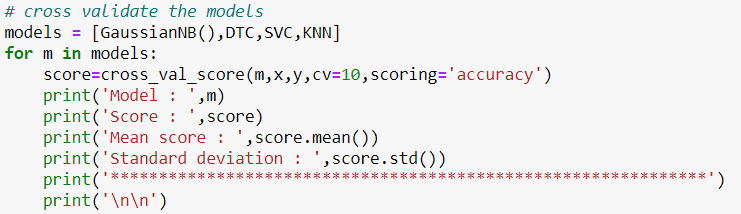 # cross validate the models
models = [GaussianNB(),DTC,SVC,KNN]
for m in models:
    score=cross_val_score(m,x,y,cv=10,scoring='accuracy')
    print('Model : ',m)
    print('Score : ',score)
    print('Mean score : ',score.mean())
    print('Standard deviation : ',score.std())
    print('**************************************************************')
    print('\n\n')